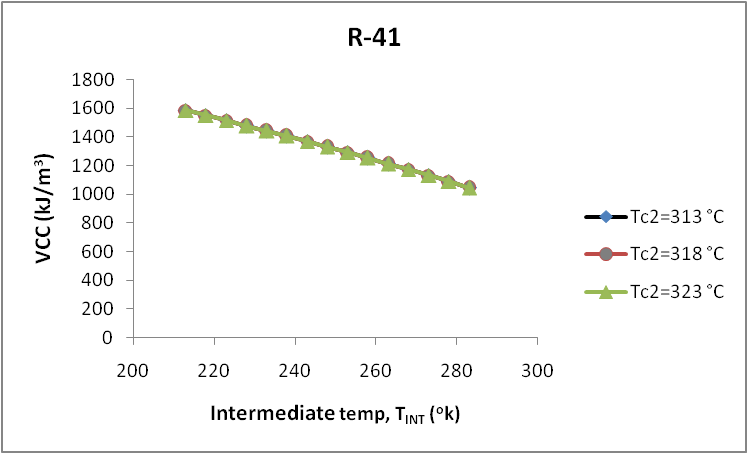 R-41
1800
1600
1400
1200
1000
800
600
400
200
0
VCC (kJ/m³)
200 220 240 260 280 300
Intermediate temp, TINT (ok)
Tc2=313 °C
Tc2=318 °C
Tc2=323 °C